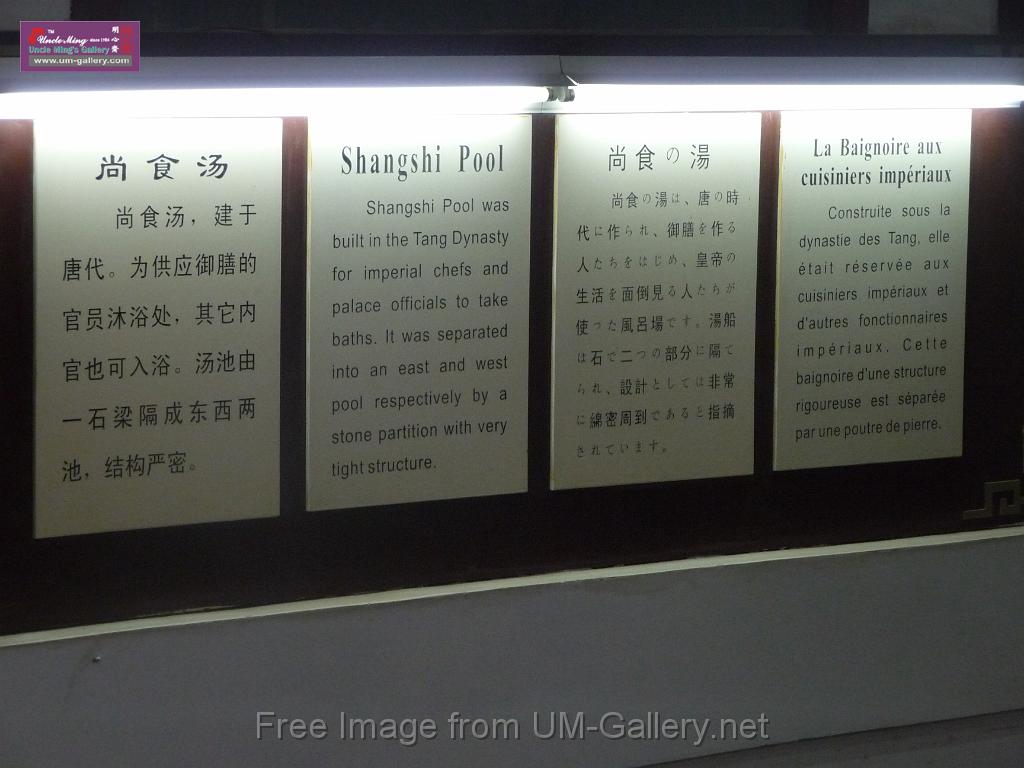 Uncle Ming since 1986
Uncle Ming's Gallery
www.um-gallery.com
尚食汤
尚食汤，建于
唐代。为供应御膳的
官员沐浴处，其它内
官也可入浴。汤池由
一石梁隔成东西两
池，结构严密。
Shangshi Pool
Shangshi Pool was
built in the Tang Dynasty
for imperial chefs and
palace officials to take
baths. It was separated
into an east and west
pool respectively by a
stone partition with very
tight structure.
尚食の湯
尚食の湯は、唐の時
代に作られ、御膳を作る
人たちをはじめ、皇帝の
生活を面倒見る人たちが
使った風呂場です。湯船
は石で二つの部分に隔て
られ、設計としては非常
に綿密周到であると指摘
されています。
La Baignoire aux
cuisiniers impériaux
Construite sous la
dynastie des Tang, elle
était réservée aux
cuisiniers impériaux et
d'autres fonctionnaires
impériaux. Cette
baignoire d'une structure
rigoureuse est séparée
par une poutre de pierre.
Free Image from UM-Gallery.net